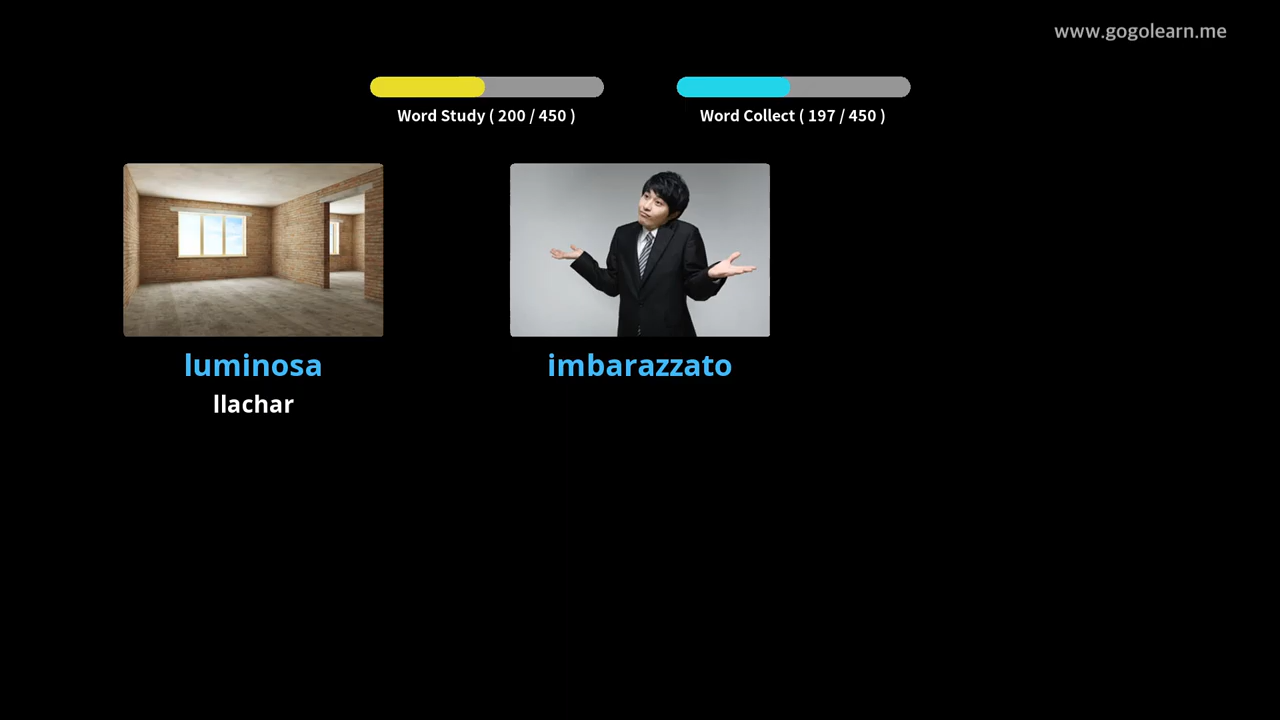 www.gogolearn.me
Word Study ( 200 / 450 )
Word Collect ( 197 / 450 )
luminosa
imbarazzato
llachar